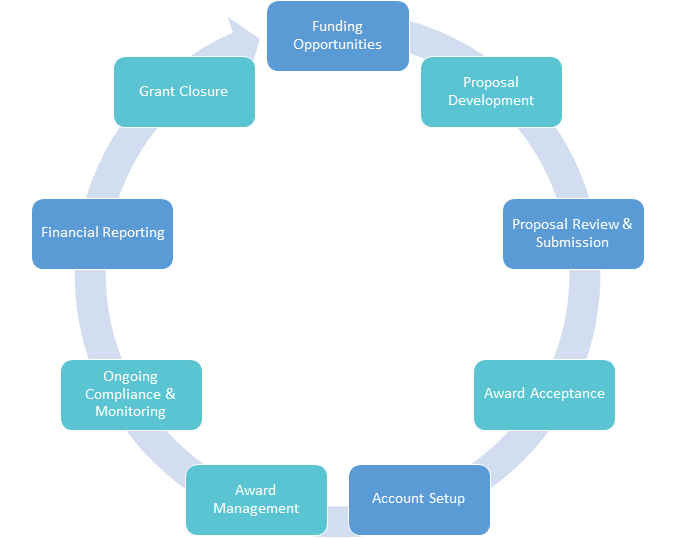 Funding
Opportunities
Proposal
Development
Proposal Review &
Submission
Award Acceptance
Account Setup
Award
Management
Ongoing
Compliance &
Monitoring
Financial Reporting
Grant Closure